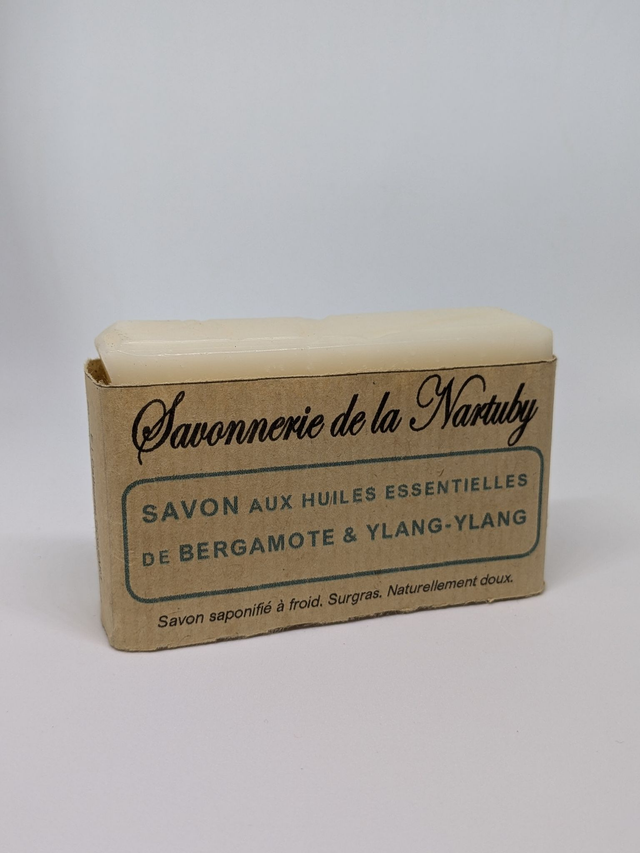 Savonnerie de la Nartuby
SAVON AUX HUILES ESSENTIELLES
DE BERGAMOTE & YLANG-YLANG
Savon saponifié à froid. Surgras. Naturellement doux.